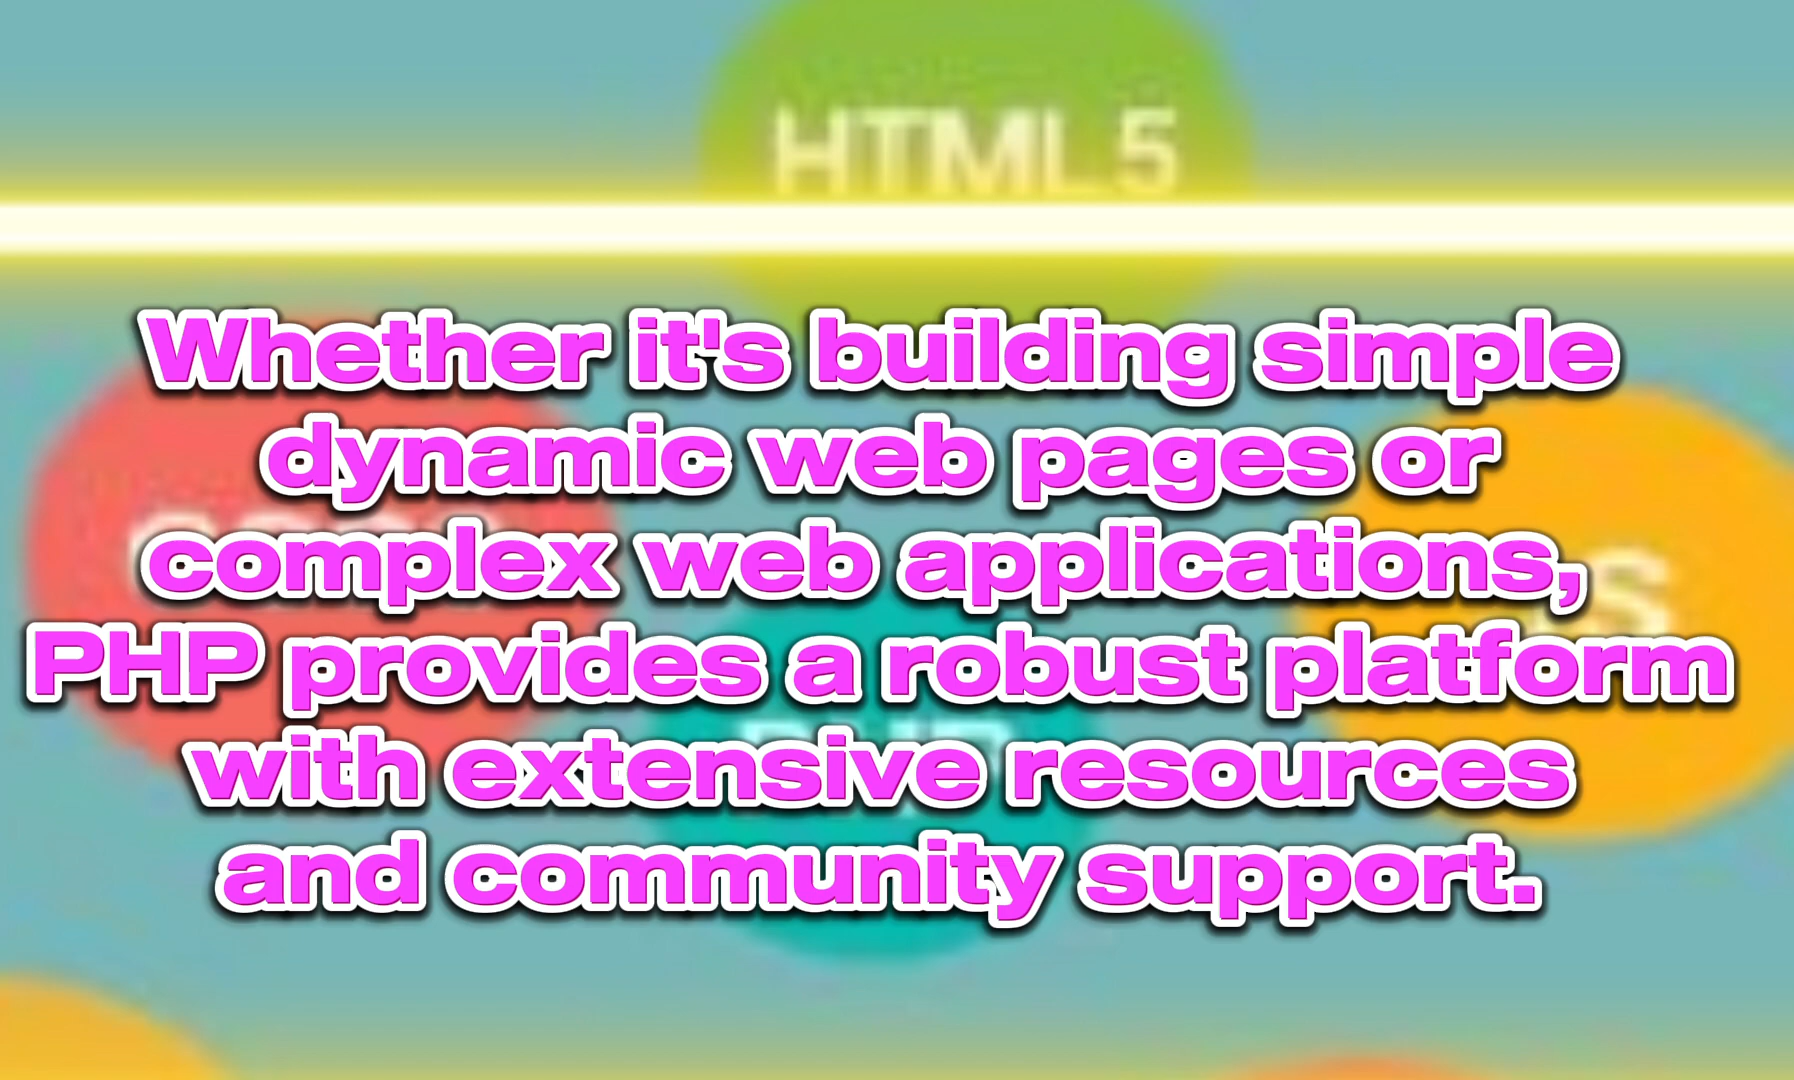 HTML5
Whether it's building simple
dynamic web pages or
complex web applications,
PHP provides a robust platform
with extensive resources
and community support.